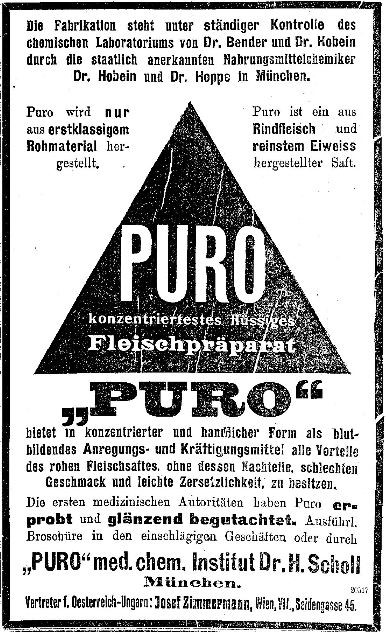 Die Fabrikation steht unter ständiger Kontrolle des
chemischen Laboratoriums von Dr. Bender und Dr. Hobein
durch die staatlich anerkannten Nahrungsmittelchemiker
Dr. Hobein und Dr. Hoppe in München.
Puro wird nur
aus erstklassigem
Rohmaterial her-
gestellt.
Puro ist ein aus
Rindfleisch und
reinstem Eiweiss
hergestellter Saft.
PURO
konzentriertestes flüssiges
Fleischpräparat
„PURO“
bietet in konzentrierter und handlicher Form als blut-
bildendes Anregungs- und Kräftigungsmittel alle Vorteile
des rohen Fleischsaftes, ohne dessen Nachteile, schlechten
Geschmack und leichte Zersetzlichkeit, zu besitzen.
Die ersten medizinischen Autoritäten haben Puro er-
probt und glänzend begutachtet. Ausführl.
Broschüre in den einschlägigen Geschäften oder durch
„PURO“ med. chem. Institut Dr. H. Scholl
München.
Vertreter f. Oesterreich-Ungarn: Josef Zimmermann, Wien, VII., Seidengasse 45.